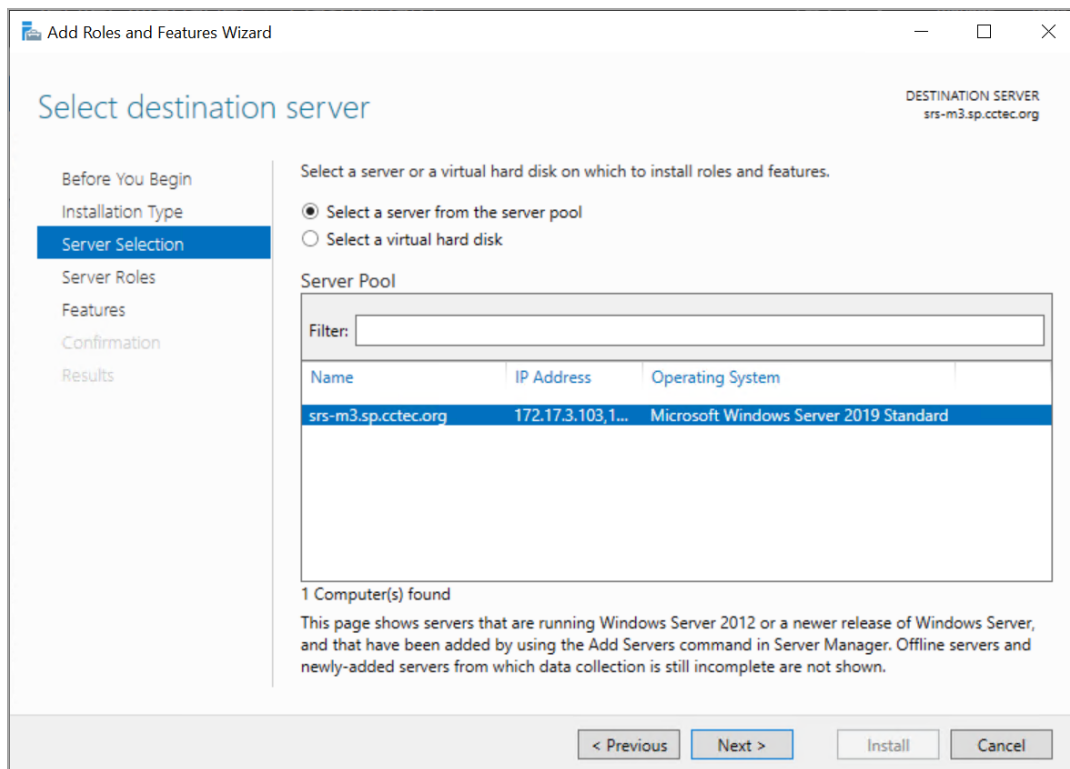 Add Roles and Features Wizard
Select destination server
DESTINATION SERVER
srs-m3.sp.cctec.org
Before You Begin
Installation Type
Server Selection
Server Roles
Features
Confirmation
Results
Select a server or a virtual hard disk on which to install roles and features.
Select a server from the server pool
Select a virtual hard disk
Server Pool
Filter:
Name IP Address Operating System
srs-m3.sp.cctec.org 172.17.3.103,1... Microsoft Windows Server 2019 Standard
1 Computer(s) found
This page shows servers that are running Windows Server 2012 or a newer release of Windows Server,
and that have been added by using the Add Servers command in Server Manager. Offline servers and
newly-added servers from which data collection is still incomplete are not shown.
< Previous Next > Install Cancel